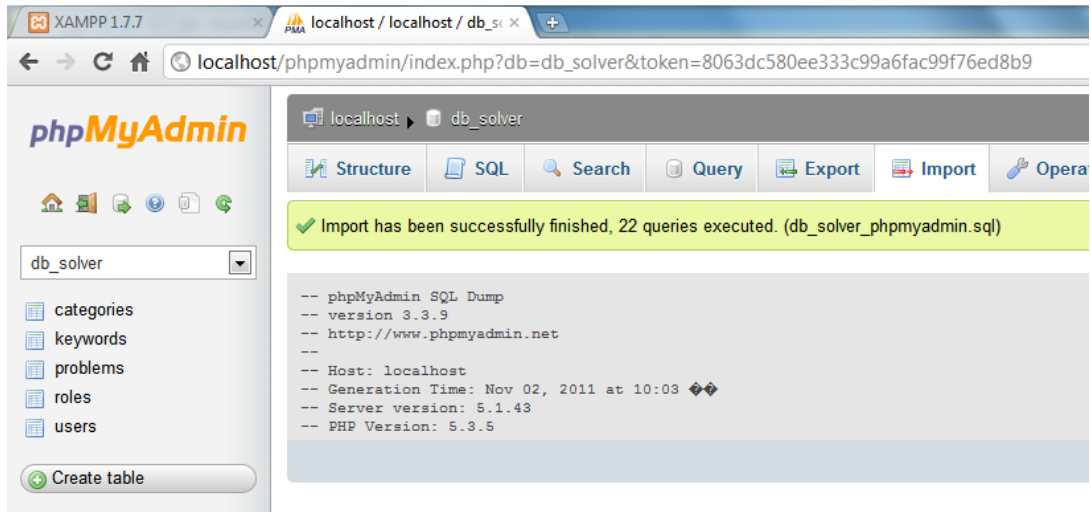 XAMPP 1.7.7
PMA localhost / localhost / db_sc
localhost/phpmyadmin/index.php?db=db_solver&token=8063dc580ee333c99a6fac99f76ed8b9
phpMyAdmin
localhost db_solver
Structure SQL Search Query Export Import Opera
Import has been successfully finished, 22 queries executed. (db_solver_phpmyadmin.sql)
db_solver
categories
keywords
problems
roles
users
Create table
-- phpMyAdmin SQL Dump
-- version 3.3.9
-- http://www.phpmyadmin.net
--
-- Host: localhost
-- Generation Time: Nov 02, 2011 at 10:03 ��
-- Server version: 5.1.43
-- PHP Version: 5.3.5